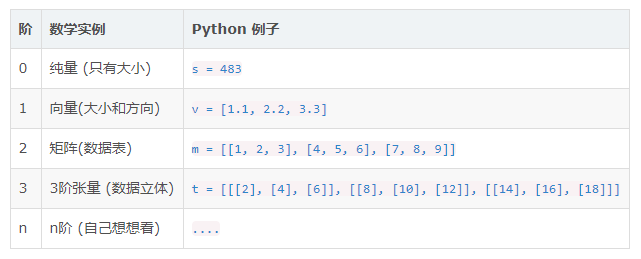 阶 数学实例 Python 例子
0 纯量 (只有大小) s = 483
1 向量(大小和方向) v = [1.1, 2.2, 3.3]
2 矩阵(数据表) m = [[1, 2, 3], [4, 5, 6], [7, 8, 9]]
3 3阶张量 (数据立体) t = [[[2], [4], [6]], [[8], [10], [12]], [[14], [16], [18]]]
n n阶 (自己想想看) ....